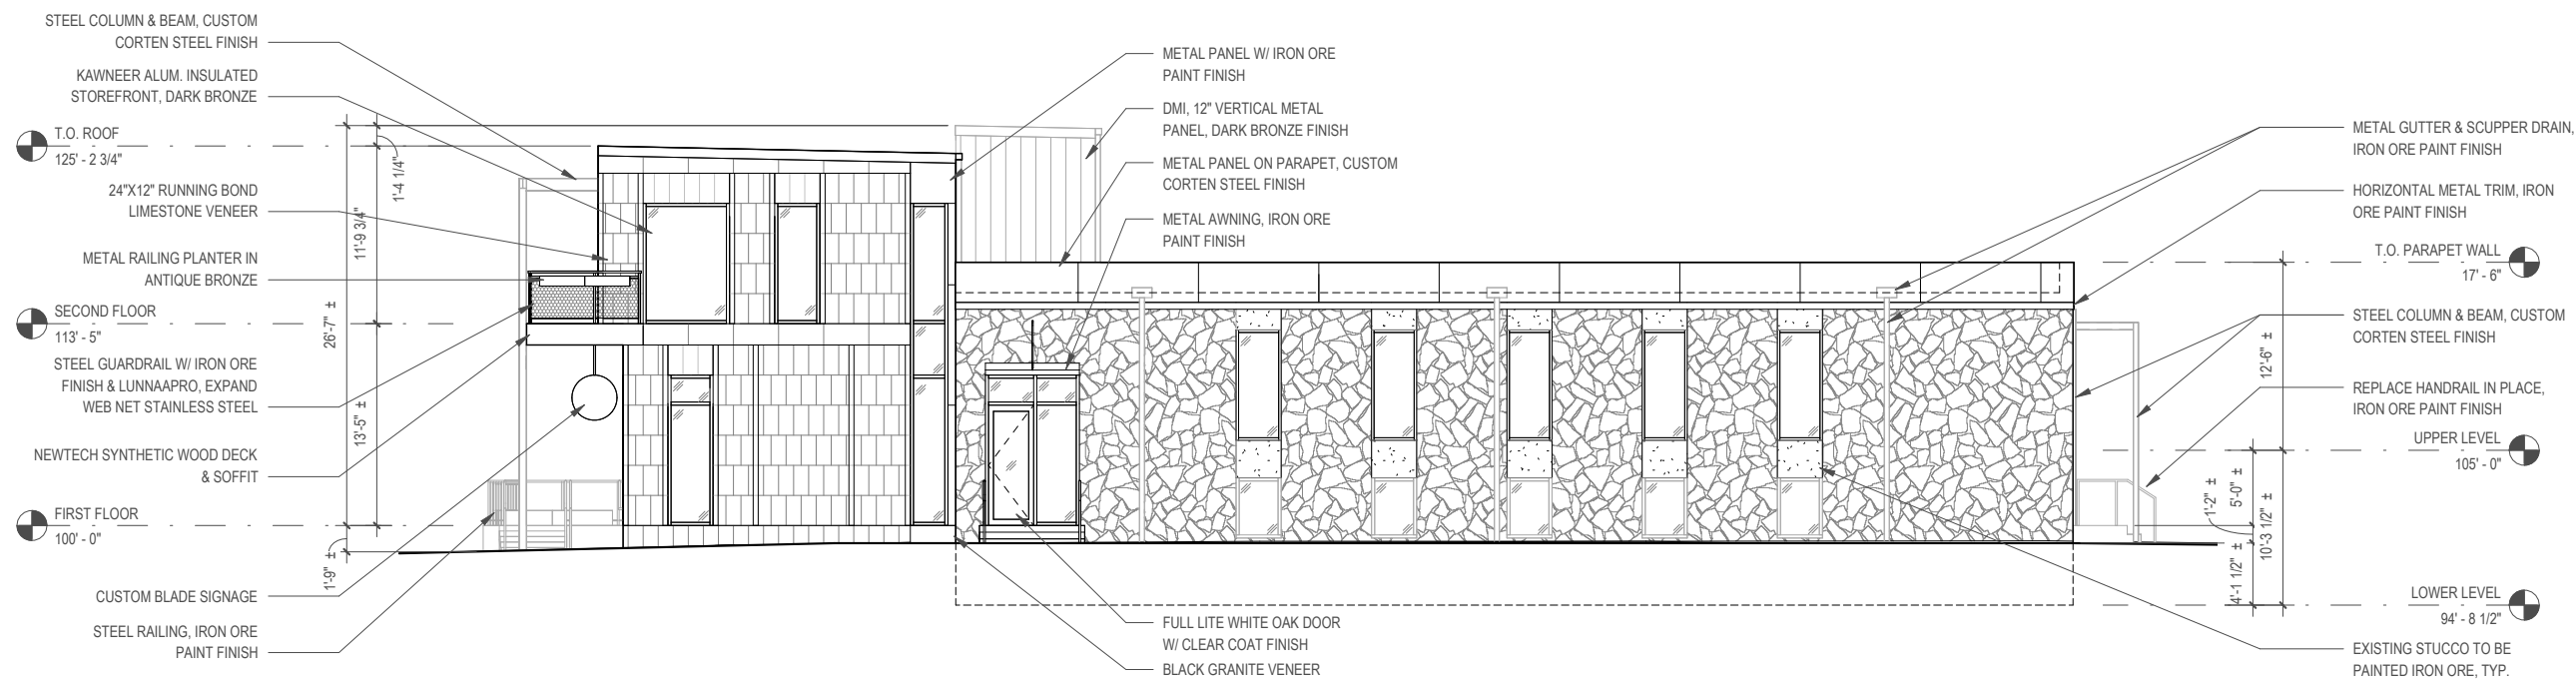 STEEL COLUMN & BEAM, CUSTOM
CORTEN STEEL FINISH
KAWNEER ALUM. INSULATED
STOREFRONT, DARK BRONZE
T.O. ROOF
125' - 2 3/4"
24"X12" RUNNING BOND
LIMESTONE VENEER
METAL RAILING PLANTER IN
ANTIQUE BRONZE
SECOND FLOOR
113' - 5"
STEEL GUARDRAIL W/ IRON ORE
FINISH & LUNNAAPRO, EXPAND
WEB NET STAINLESS STEEL
NEWTECH SYNTHETIC WOOD DECK
& SOFFIT
FIRST FLOOR
100' - 0"
CUSTOM BLADE SIGNAGE
STEEL RAILING, IRON ORE
PAINT FINISH
1'-4 1/4"
11'-9 3/4"
26'-7" ±
13'-5" ±
1'-9" ±
METAL PANEL W/ IRON ORE
PAINT FINISH
DMI, 12" VERTICAL METAL
PANEL, DARK BRONZE FINISH
METAL PANEL ON PARAPET, CUSTOM
CORTEN STEEL FINISH
METAL AWNING, IRON ORE
PAINT FINISH
FULL LITE WHITE OAK DOOR
W/ CLEAR COAT FINISH
BLACK GRANITE VENEER
METAL GUTTER & SCUPPER DRAIN,
IRON ORE PAINT FINISH
HORIZONTAL METAL TRIM, IRON
ORE PAINT FINISH
T.O. PARAPET WALL
17' - 6"
STEEL COLUMN & BEAM, CUSTOM
CORTEN STEEL FINISH
REPLACE HANDRAIL IN PLACE,
IRON ORE PAINT FINISH
UPPER LEVEL
105' - 0"
LOWER LEVEL
94' - 8 1/2"
EXISTING STUCCO TO BE
PAINTED IRON ORE, TYP.
12'-6" ±
1'-2" ±
5'-0" ±
10'-3 1/2" ±
4'-1 1/2" ±